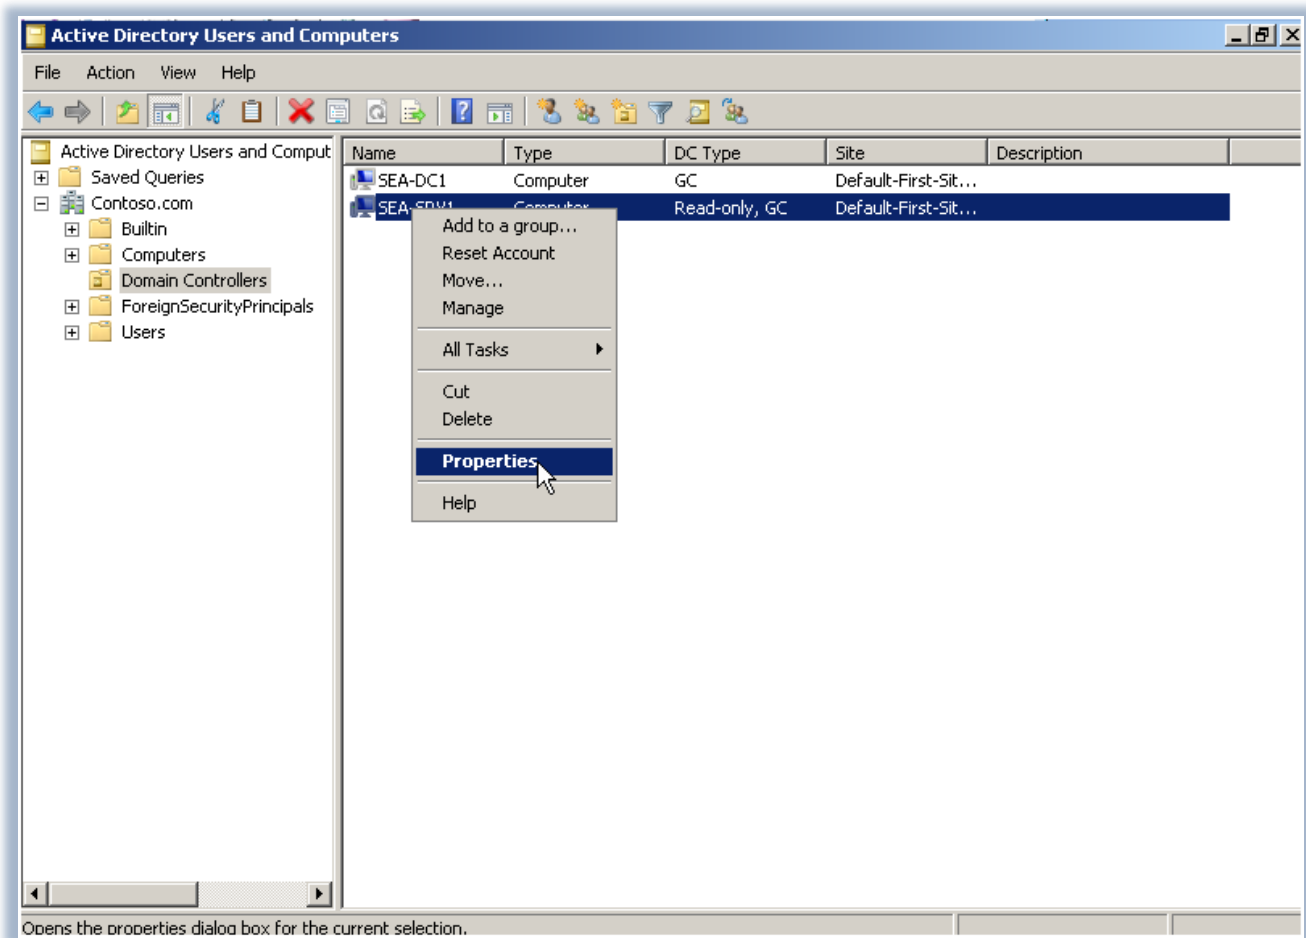 Active Directory Users and Computers
File Action View Help
Active Directory Users and Comput
Saved Queries
Contoso.com
Builtin
Computers
Domain Controllers
ForeignSecurityPrincipals
Users
Name Type DC Type Site Description
SEA-DC1 Computer GC Default-First-Sit...
SEA-SRV1 Computer Read-only, GC Default-First-Sit...
Add to a group...
Reset Account
Move...
Manage
All Tasks
Cut
Delete
Properties
Help
Opens the properties dialog box for the current selection.